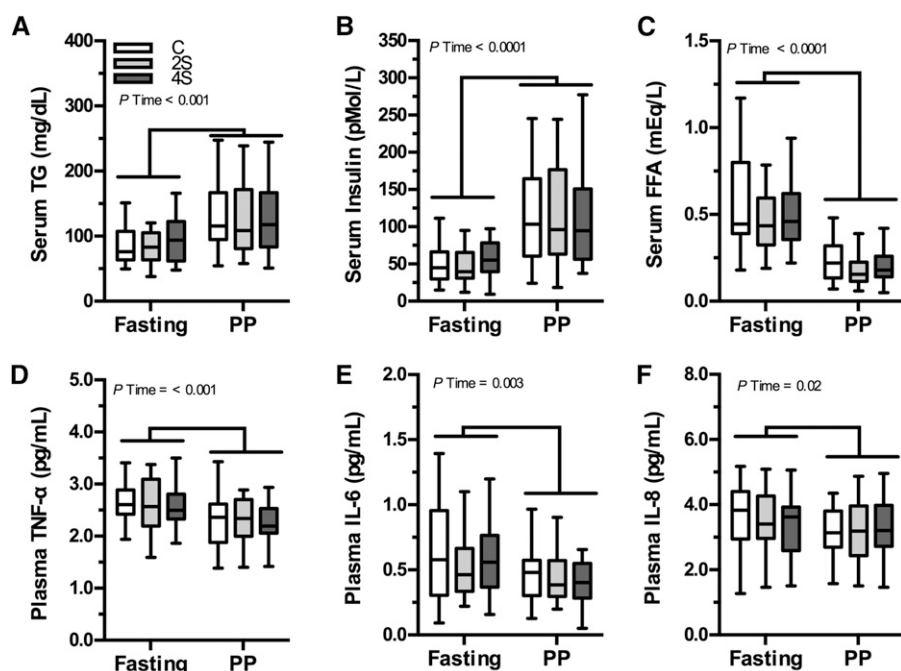 A
B
C
400
300
200
100
0
Serum TG (mg/dL)
C
2S
4S
P Time < 0.001
Fasting PP
350
300
250
200
150
100
50
0
Serum Insulin (pMol/L)
P Time < 0.0001
Fasting PP
1.5
1.0
0.5
0.0
Serum FFA (mEq/L)
P Time < 0.0001
Fasting PP
D
E
F
5.0
4.0
3.0
2.0
1.0
0.0
Plasma TNF-α (pg/mL)
P Time = < 0.001
Fasting PP
2.0
1.5
1.0
0.5
0.0
Plasma IL-6 (pg/mL)
P Time = 0.003
Fasting PP
8.0
6.0
4.0
2.0
0.0
Plasma IL-8 (pg/mL)
P Time = 0.02
Fasting PP